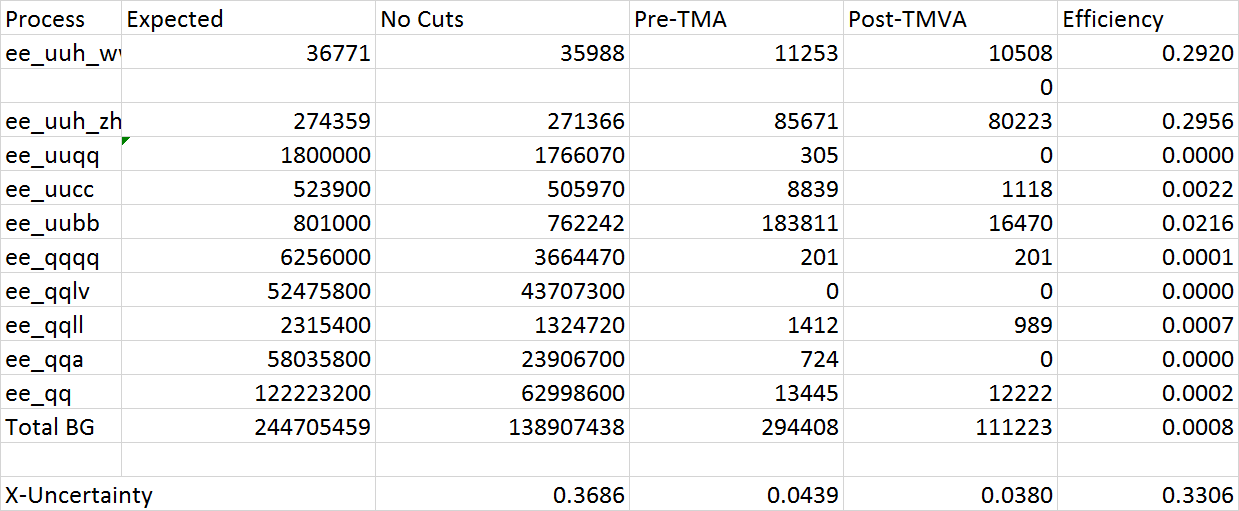 Process Expected No Cuts Pre-TMA Post-TMVA Efficiency
36771 35988 11253 10508 0.2920
0
ee_uuh_zh 274359 271366 85671 80223 0.2956
ee_uuqq 1800000 1766070 305 0 0.0000
ee_uucc 523900 505970 8839 1118 0.0022
ee_uubb 801000 762242 183811 16470 0.0216
ee_qqqq 6256000 3664470 201 201 0.0001
ee_qqlv 52475800 43707300 0 0 0.0000
ee_qqll 2315400 1324720 1412 989 0.0007
ee_qqa 58035800 23906700 724 0 0.0000
ee_qq 122223200 62998600 13445 12222 0.0002
Total BG 244705459 138907438 294408 111223 0.0008
X-Uncertainty 0.3686 0.0439 0.0380 0.3306